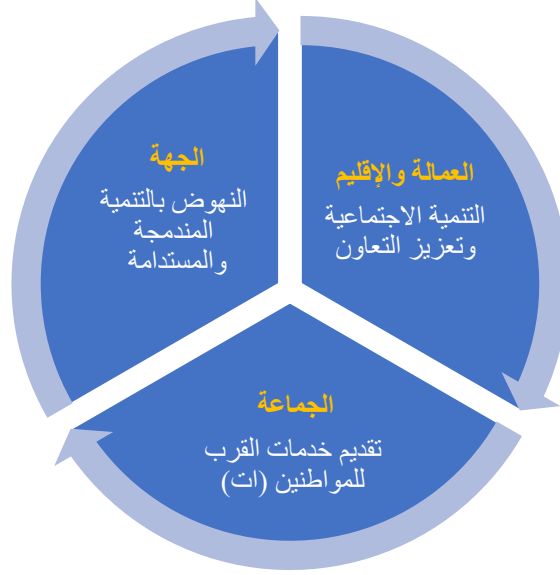 العمالة والإقليم
التنمية الاجتماعية
وتعزيز التعاون
الجماعة
تقديم خدمات القرب
للمواطنين (ات)
الجهة
النهوض بالتنمية
المندمجة
والمستدامة